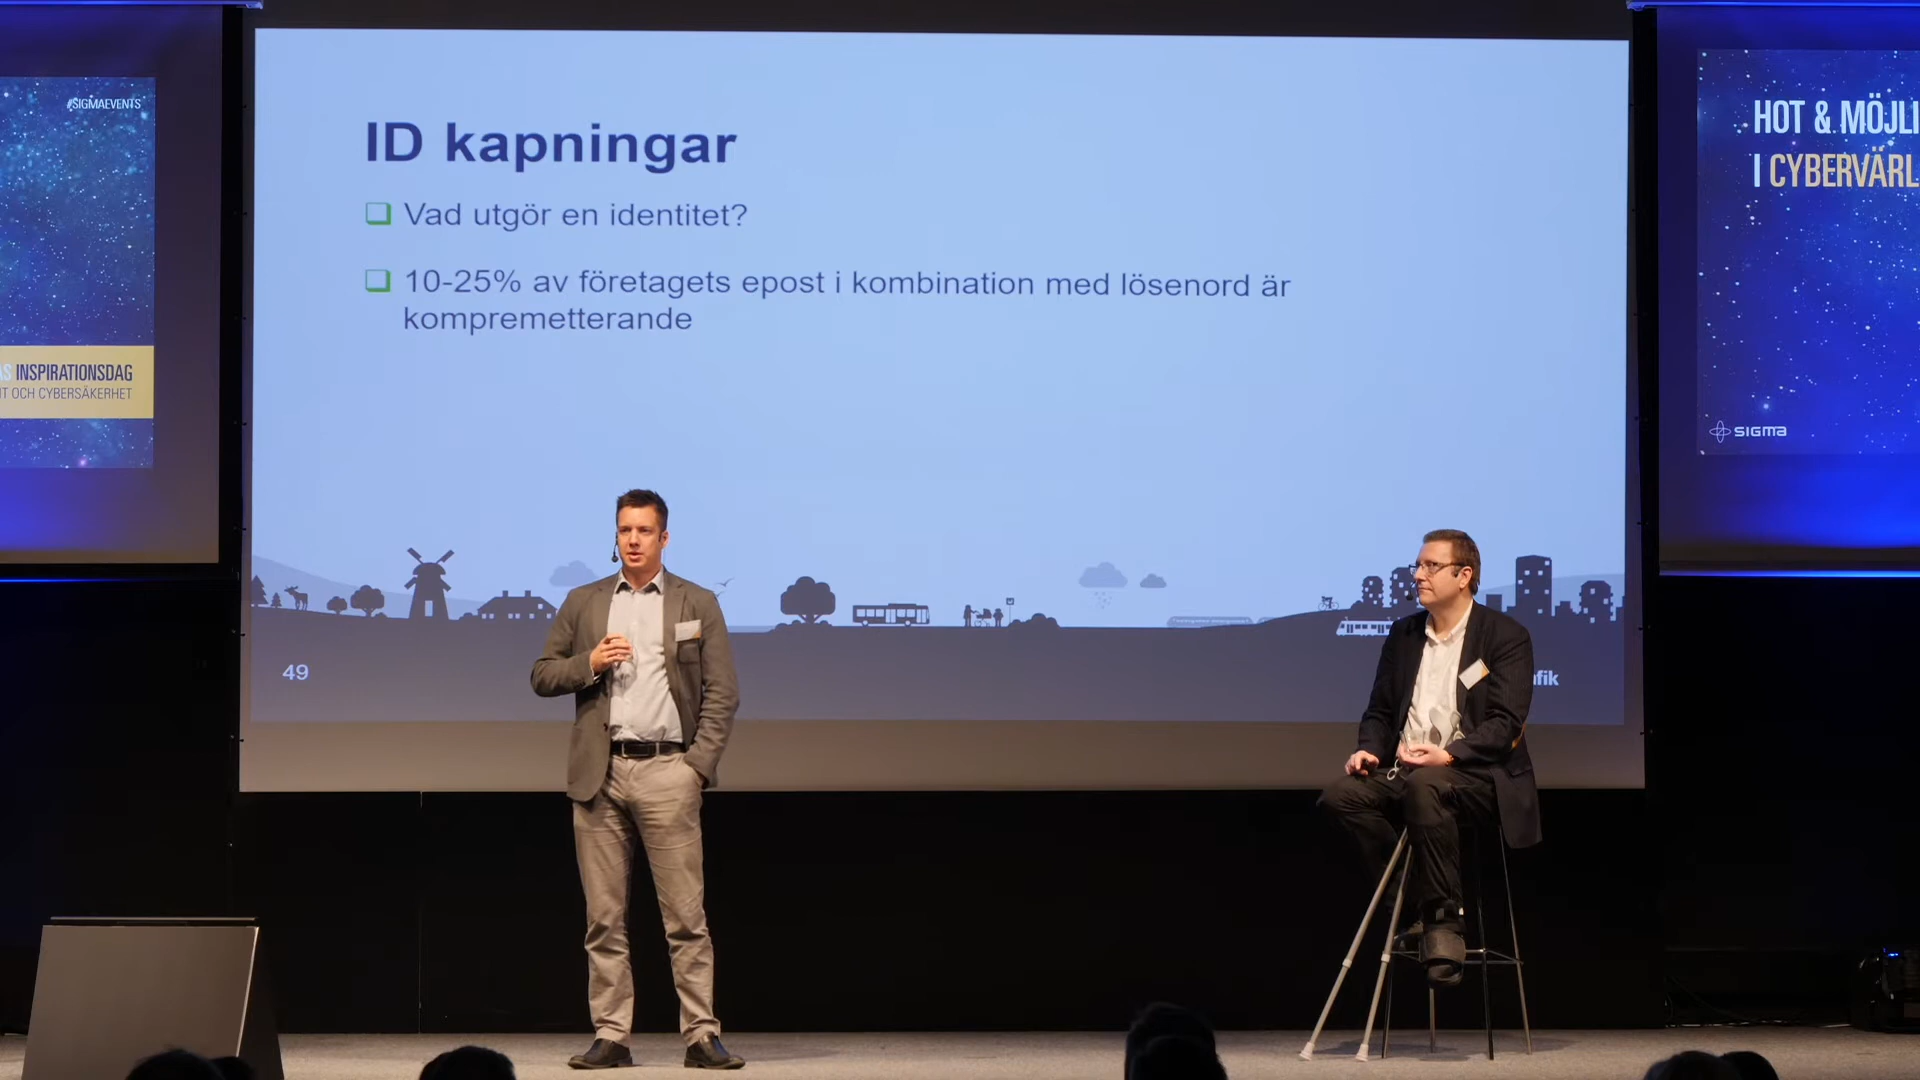 #SIGMAEVENTS
INSPIRATIONSDAG
IT OCH CYBERSÄKERHET
ID kapningar
Vad utgör en identitet?
10-25% av företagets epost i kombination med lösenord är
kompremetterande
49
fik
HOT & MÖJLI
I CYBERVÄRL
SIGMA